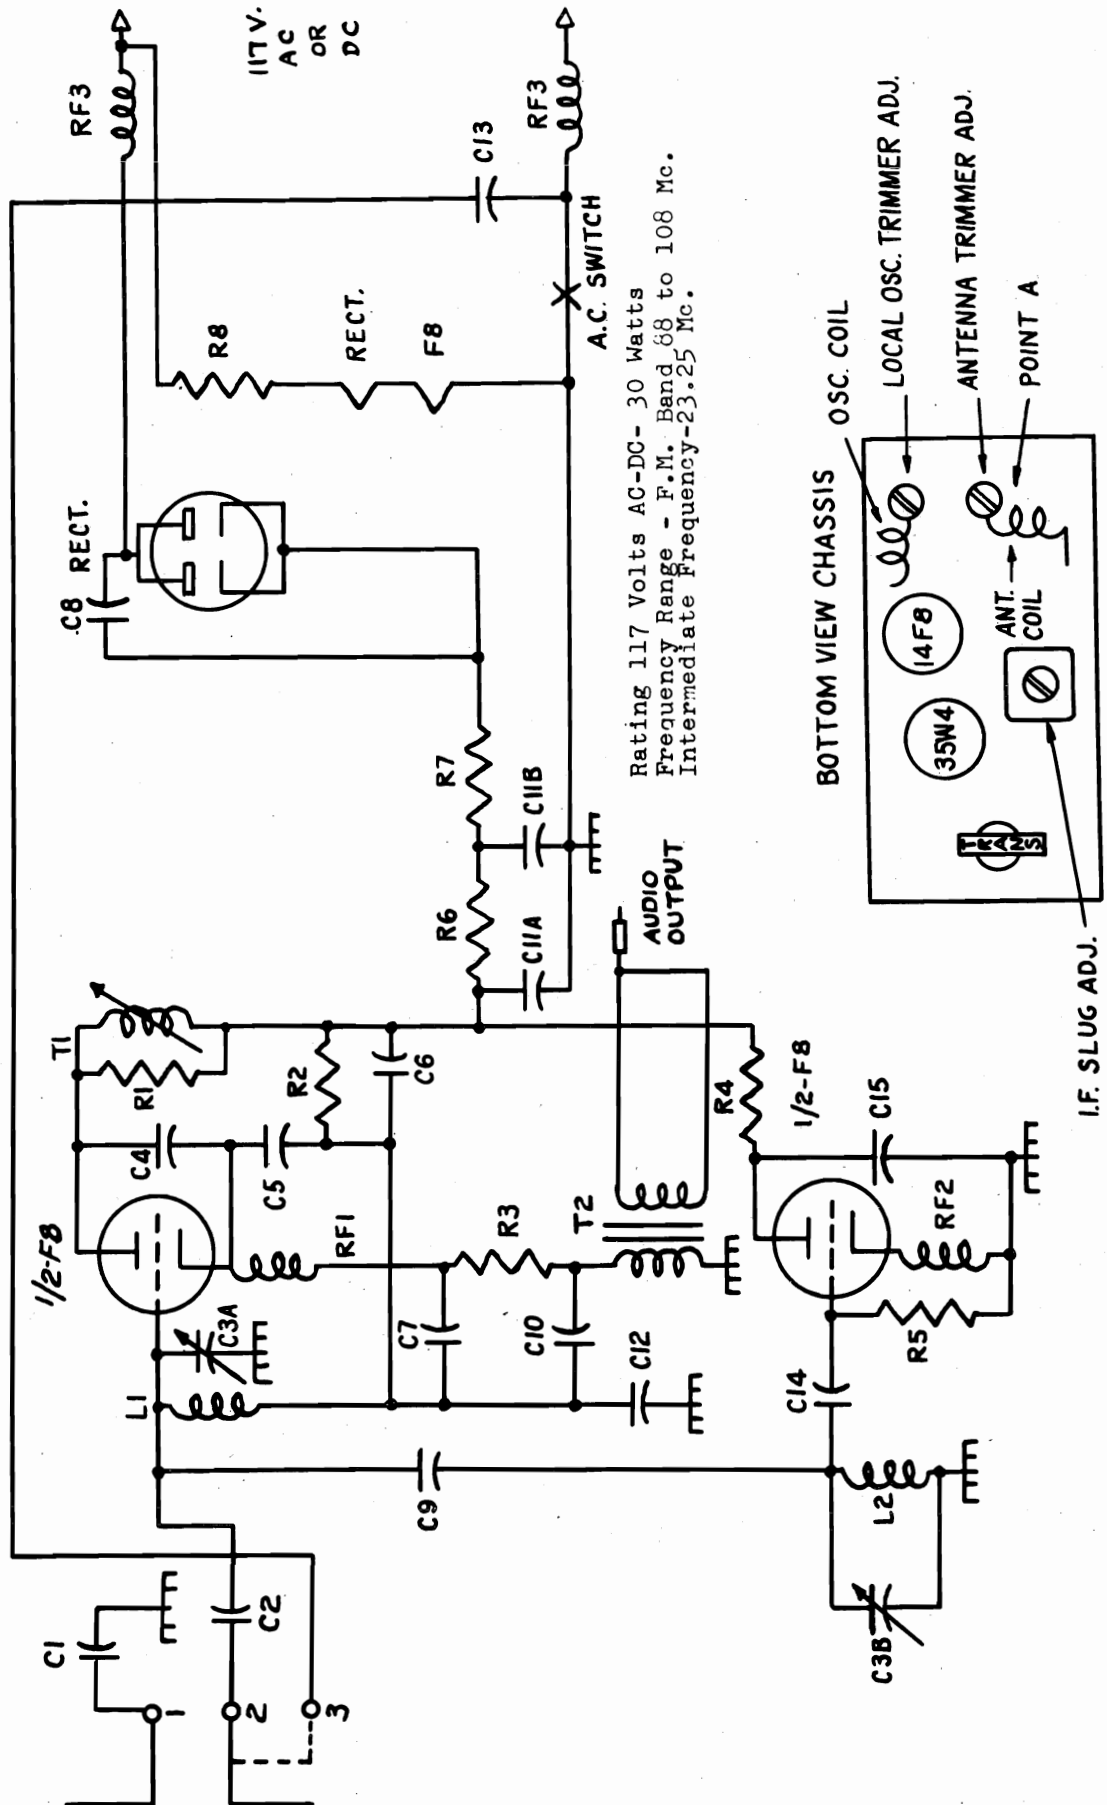 117 V.
AC
OR
DC
RF3
RF3
C13
A.C. SWITCH
R8
RECT.
F8
C8
RECT.
R7
C11B
R6
C11A
AUDIO
OUTPUT
T1
R1
R2
C6
C4
C5
1/2-F8
RF1
R3
T2
R4
1/2-F8
C15
RF2
R5
C3A
L1
C7
C10
C12
C14
C9
L2
C3B
C1
C2
1
2
3
Rating 117 Volts AC-DC- 30 Watts
Frequency Range - F.M. Band 88 to 108 Mc.
Intermediate Frequency-23.25 Mc.
BOTTOM VIEW CHASSIS
OSC. COIL
LOCAL OSC. TRIMMER ADJ.
ANTENNA TRIMMER ADJ.
POINT A
ANT.
COIL
14F8
35W4
TRANS
I.F. SLUG ADJ.